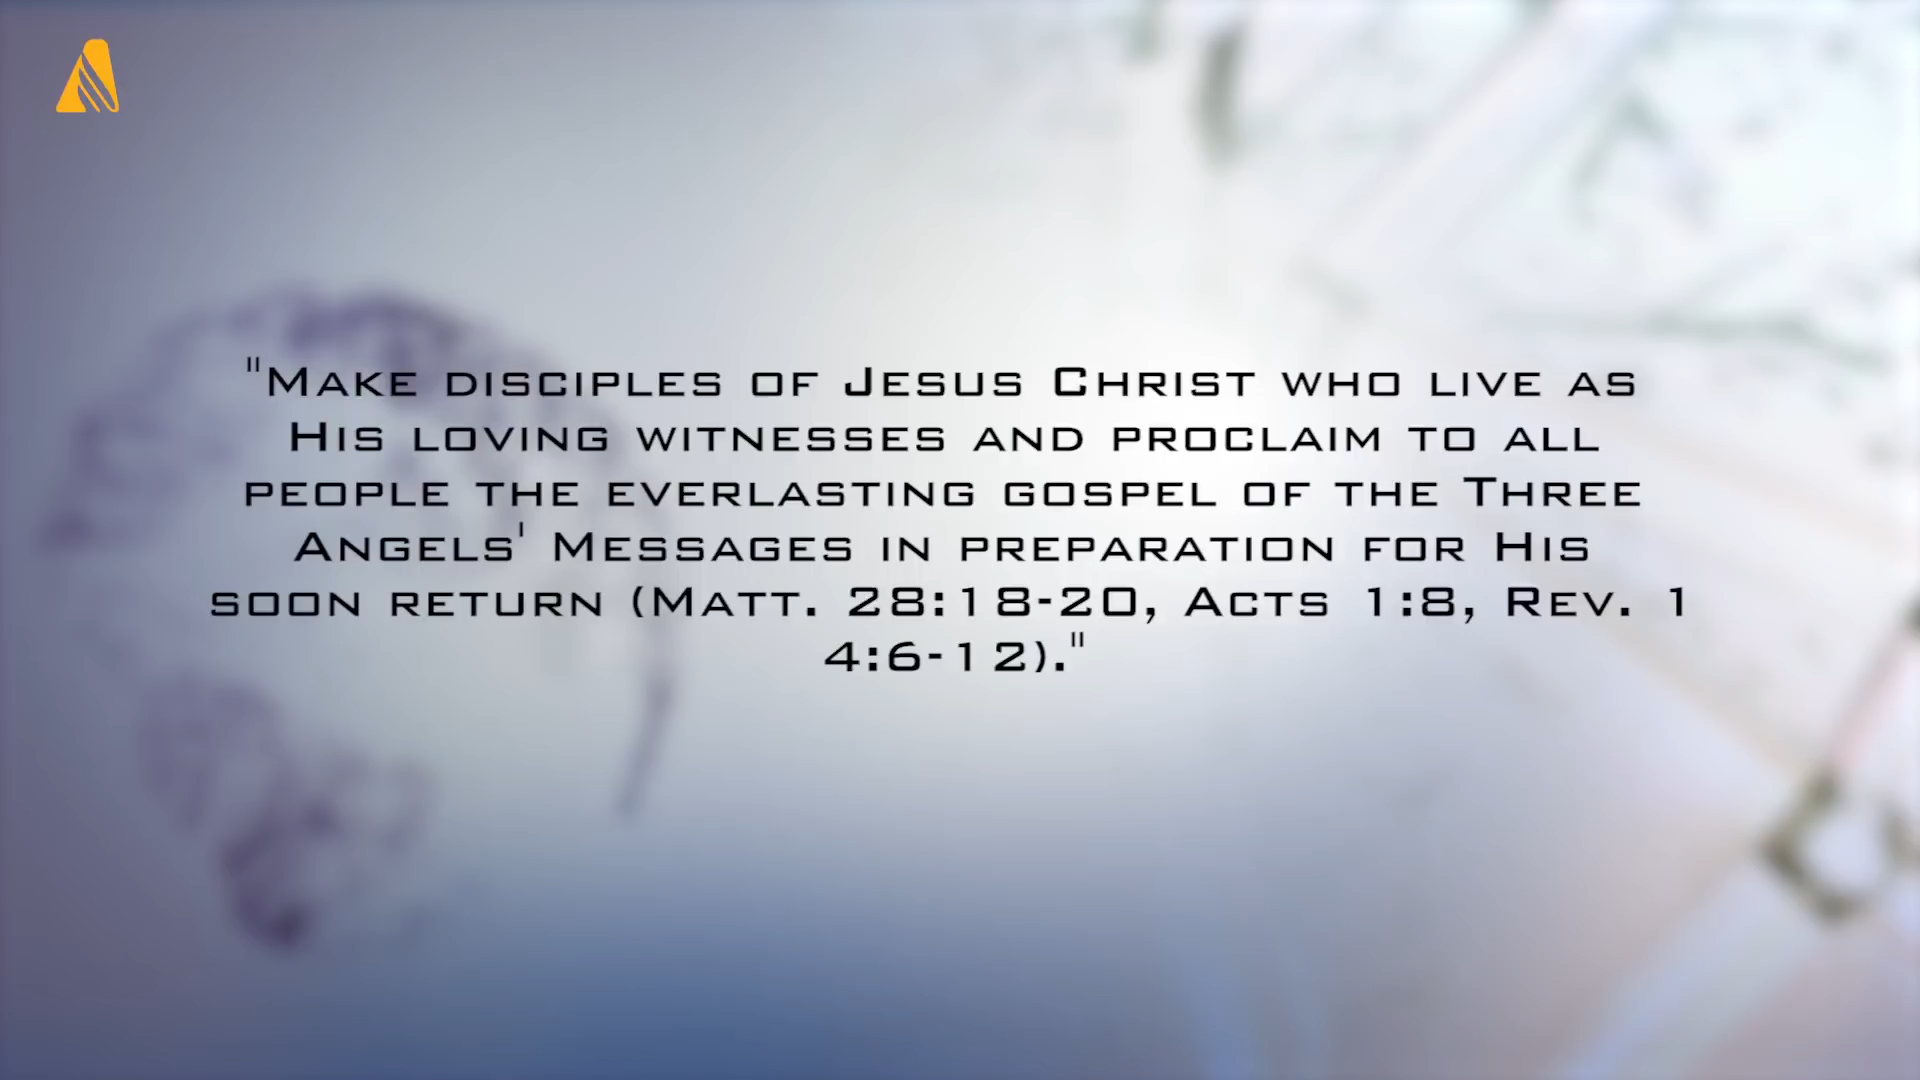 "Make disciples of Jesus Christ who live as
His loving witnesses and proclaim to all
people the everlasting gospel of the Three
Angels' Messages in preparation for His
soon return (Matt. 28:18-20, Acts 1:8, Rev. 1
4:6-12)."